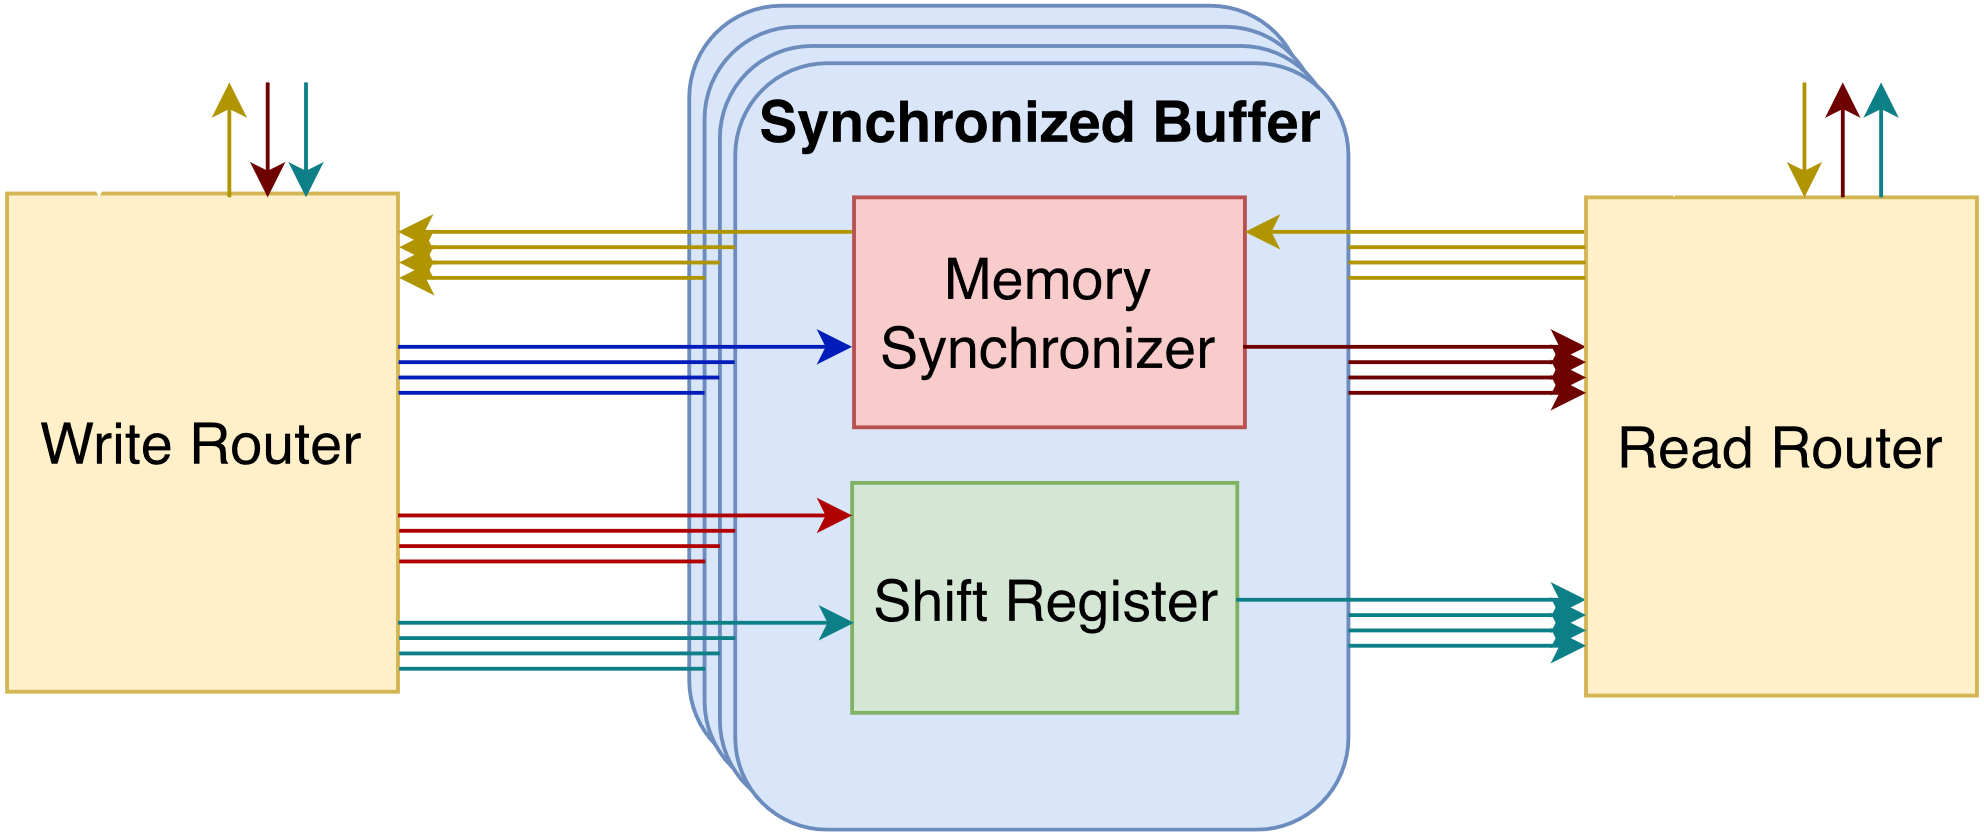 Synchronized Buffer
Memory
Synchronizer
Write Router
Read Router
Shift Register